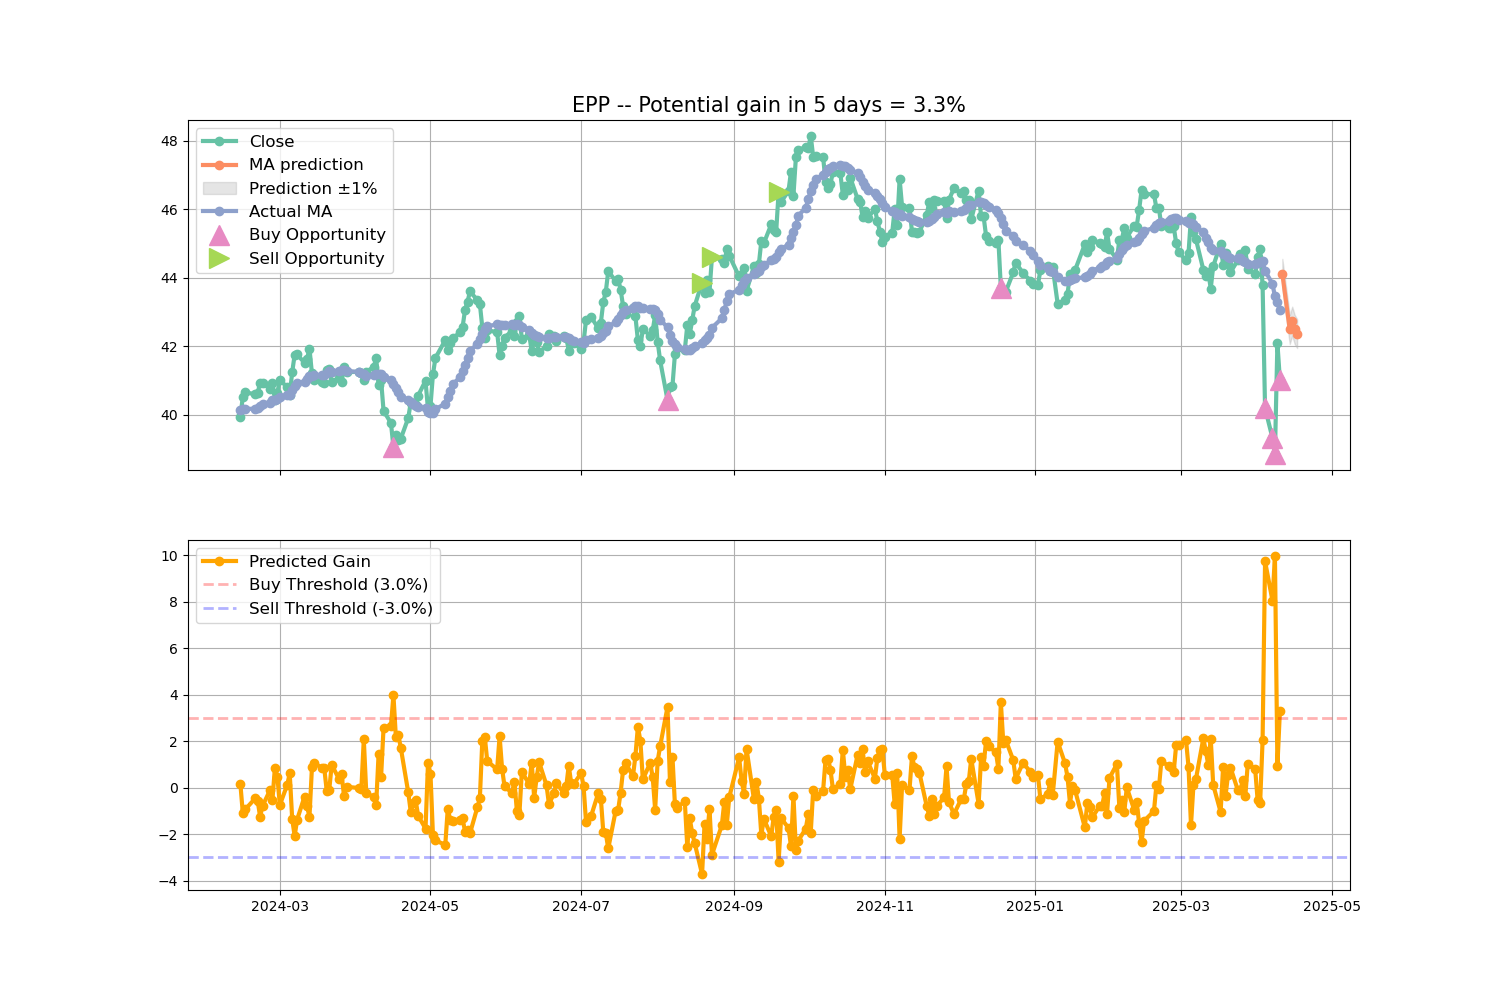 EPP -- Potential gain in 5 days = 3.3%
48
46
44
42
40
Close
MA prediction
Prediction ±1%
Actual MA
Buy Opportunity
Sell Opportunity
10
8
6
4
2
0
−2
−4
Predicted Gain
Buy Threshold (3.0%)
Sell Threshold (-3.0%)
2024-03
2024-05
2024-07
2024-09
2024-11
2025-01
2025-03
2025-05